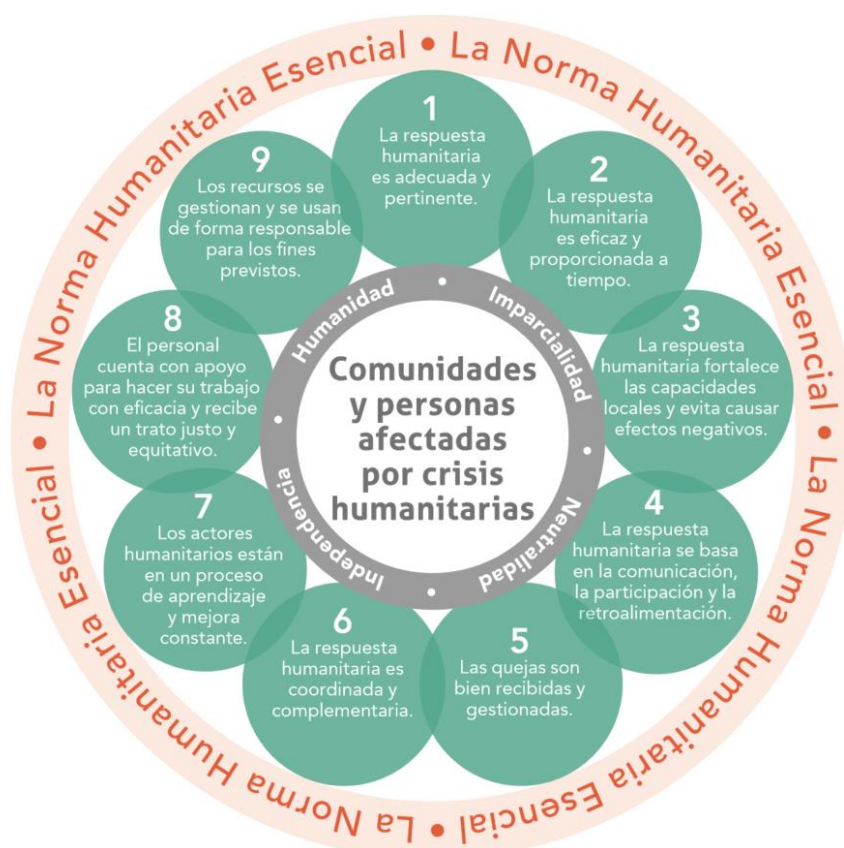 La Norma Humanitaria Esencial • La Norma Humanitaria Esencial • La Norma Humanitaria Esencial • La Norma Humanitaria Esencial •
1
La respuesta
humanitaria
es adecuada y
pertinente.
2
La respuesta
humanitaria
es eficaz y
proporcionada a
tiempo.
3
La respuesta
humanitaria fortalece
las capacidades
locales y evita causar
efectos negativos.
4
La respuesta
humanitaria se basa
en la comunicación,
la participación y la
retroalimentación.
5
Las quejas son
bien recibidas y
gestionadas.
6
La respuesta
humanitaria es
coordinada y
complementaria.
7
Los actores
humanitarios están
en un proceso
de aprendizaje
y mejora
constante.
8
El personal
cuenta con apoyo
para hacer su trabajo
con eficacia y recibe
un trato justo y
equitativo.
9
Los recursos se
gestionan y se usan
de forma responsable
para los fines
previstos.
Humanidad • Imparcialidad • Neutralidad • Independencia •
Comunidades
y personas
afectadas
por crisis
humanitarias